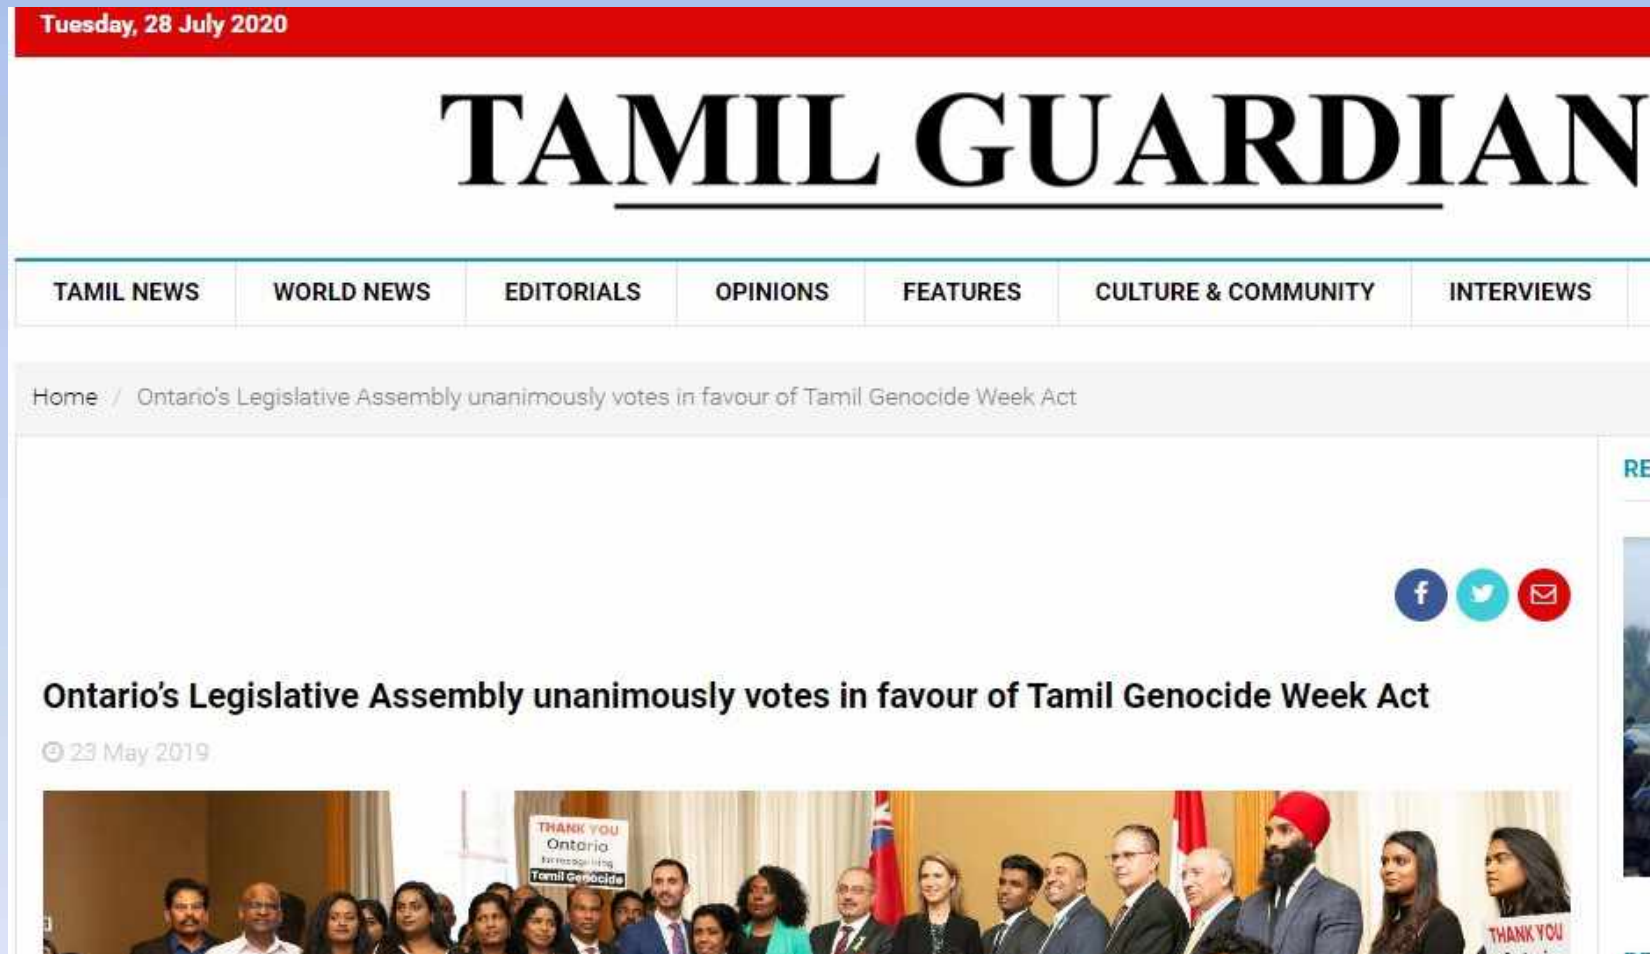 Tuesday, 28 July 2020
TAMIL GUARDIAN
TAMIL NEWS WORLD NEWS EDITORIALS OPINIONS FEATURES CULTURE & COMMUNITY INTERVIEWS
Home / Ontario's Legislative Assembly unanimously votes in favour of Tamil Genocide Week Act
RE
f
Ontario’s Legislative Assembly unanimously votes in favour of Tamil Genocide Week Act
23 May 2019
THANK YOU
Ontario
for recognizing
Tamil Genocide
THANK YOU